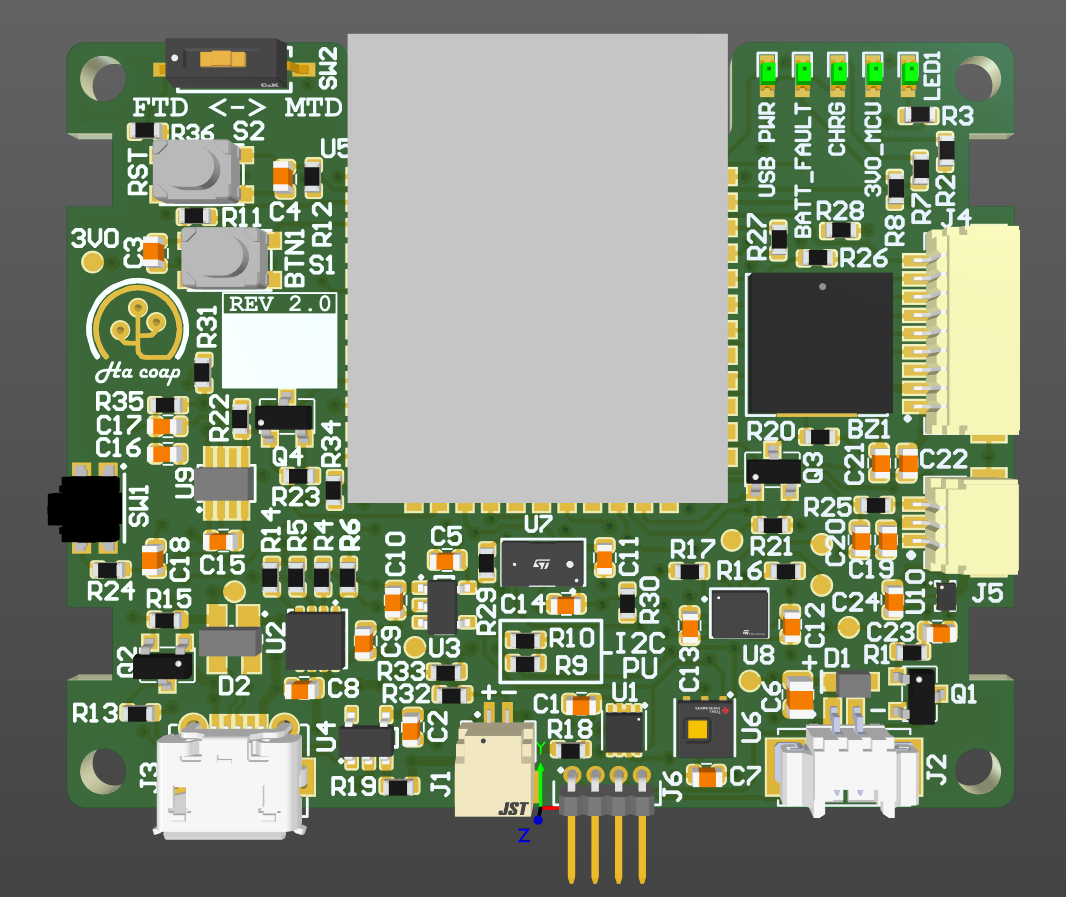 SW2
LED1
FTD <-> MTD
R36
S2
U5
RST
R11
C4
R12
3V0
C3
BTN1
S1
USB PWR
BATT_FAULT
CHRG
3V0_MCU
R3
R2
R7
R8
J4
R28
R27
R26
REV 2.0
R31
Ha coap
R35
C17
C16
R22
Q4
R34
R23
U9
SW1
R20
BZ1
Q3
C21
C22
R25
C18
C15
R24
R14
R5
R4
R6
C10
C5
U7
C11
R17
R16
R21
C20
C19
U10
J5
R15
Q2
D2
U2
C9
U3
R29
C14
R30
R10
R9
I2C
PU
C13
C12
C24
C23
R1
U8
D1
+
-
Q1
R33
R32
C8
R13
J3
U4
C2
R19
+-
J1
JST
C1
U1
R18
Y
Z
J6
U6
C7
C6
J2